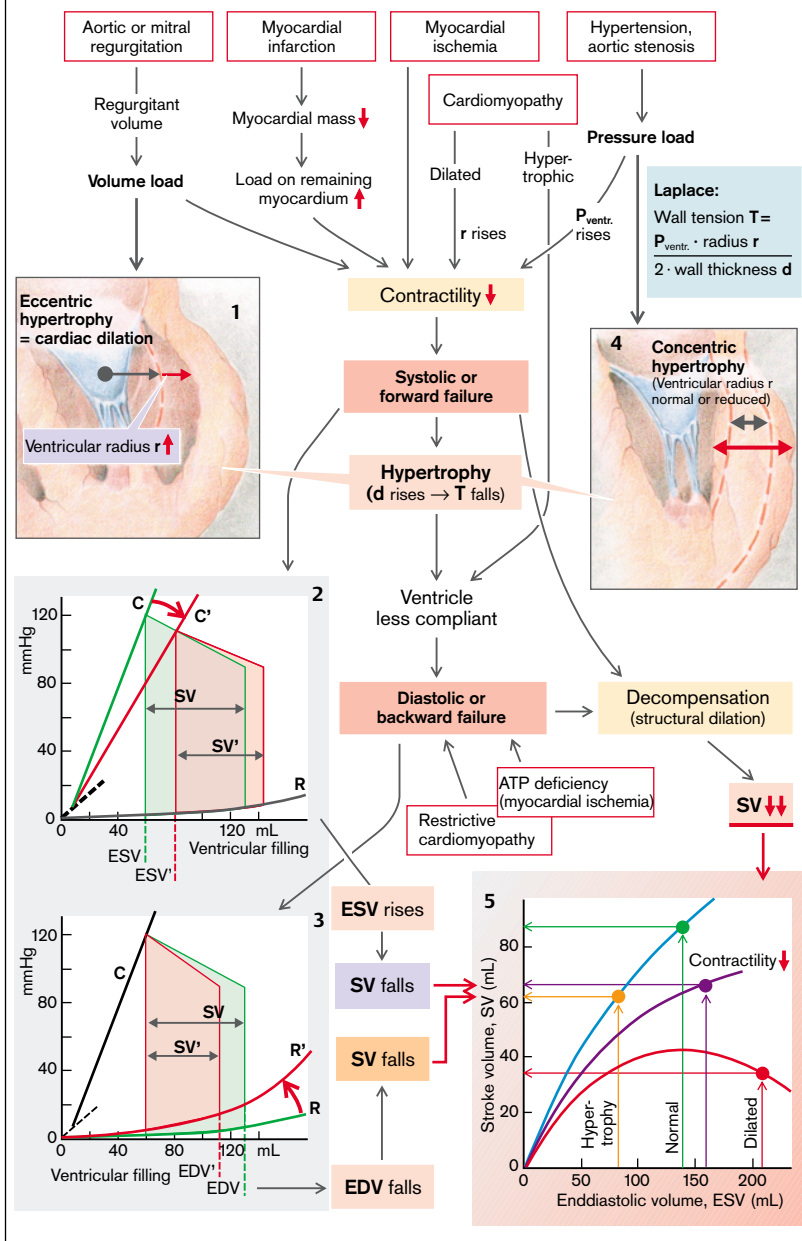 Aortic or mitral
regurgitation
Myocardial
infarction
Myocardial
ischemia
Hypertension,
aortic stenosis
Regurgitant
volume
Volume load
Myocardial mass
Load on remaining
myocardium
Cardiomyopathy
Dilated
r rises
Hyper-
trophic
Pressure load
P ventr.
rises
Laplace:
Wall tension T =
P ventr. · radius r
2 · wall thickness d
Contractility
Eccentric
hypertrophy
= cardiac dilation
1
Ventricular radius r
Systolic or
forward failure
Hypertrophy
(d rises → T falls)
4
Concentric
hypertrophy
(Ventricular radius r
normal or reduced)
Ventricle
less compliant
Diastolic or
backward failure
Decompensation
(structural dilation)
ATP deficiency
(myocardial ischemia)
Restrictive
cardiomyopathy
SV
2
C
C'
120
80
40
0
mmHg
SV
SV'
R
0
40
120
mL
ESV
ESV'
Ventricular filling
3
120
80
40
0
mmHg
C
SV
SV'
R'
R
0
40
80
120
mL
Ventricular filling
EDV'
EDV
ESV rises
SV falls
SV falls
EDV falls
5
Stroke volume, SV (mL)
80
60
40
20
0
Contractility
Hyper-
trophy
Normal
Dilated
0
50
100
150
200
Enddiastolic volume, ESV (mL)